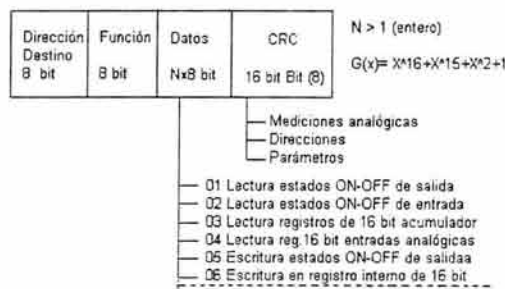 Dirección Destino 8 bit
Función 8 bit
Datos Nx8 bit
CRC 16 bit Bit (8)
N > 1 (entero)
G(x)= X^16+X^15+X^2+1
Mediciones analógicas
Direcciones
Parámetros
01 Lectura estados ON-OFF de salida
02 Lectura estados ON-OFF de entrada
03 Lectura registros de 16 bit acumulador
04 Lectura reg.16 bit entradas analógicas
05 Escritura estados ON-OFF de salidaa
06 Escritura en registro interno de 16 bit